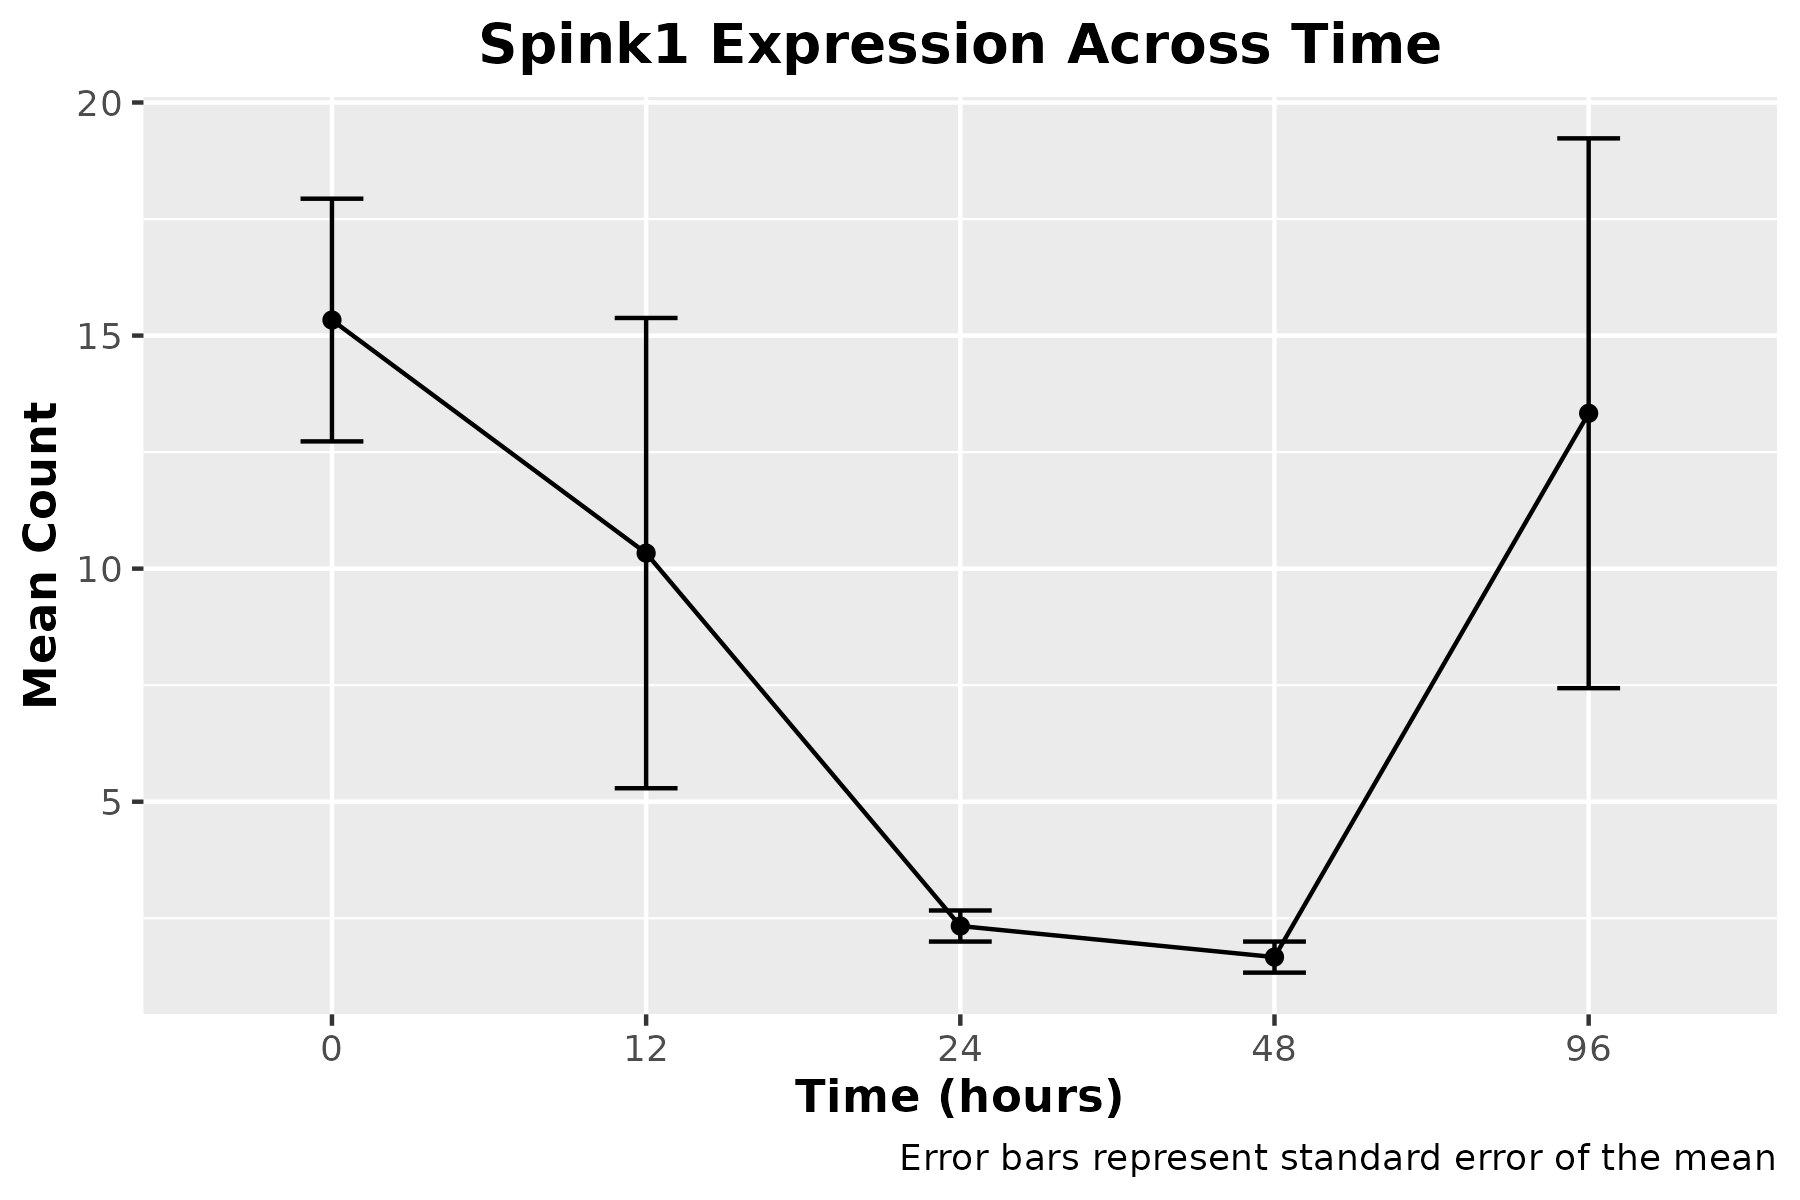 Spink1 Expression Across Time
Mean Count
20
15
10
5
0 12 24 48 96
Time (hours)
Error bars represent standard error of the mean